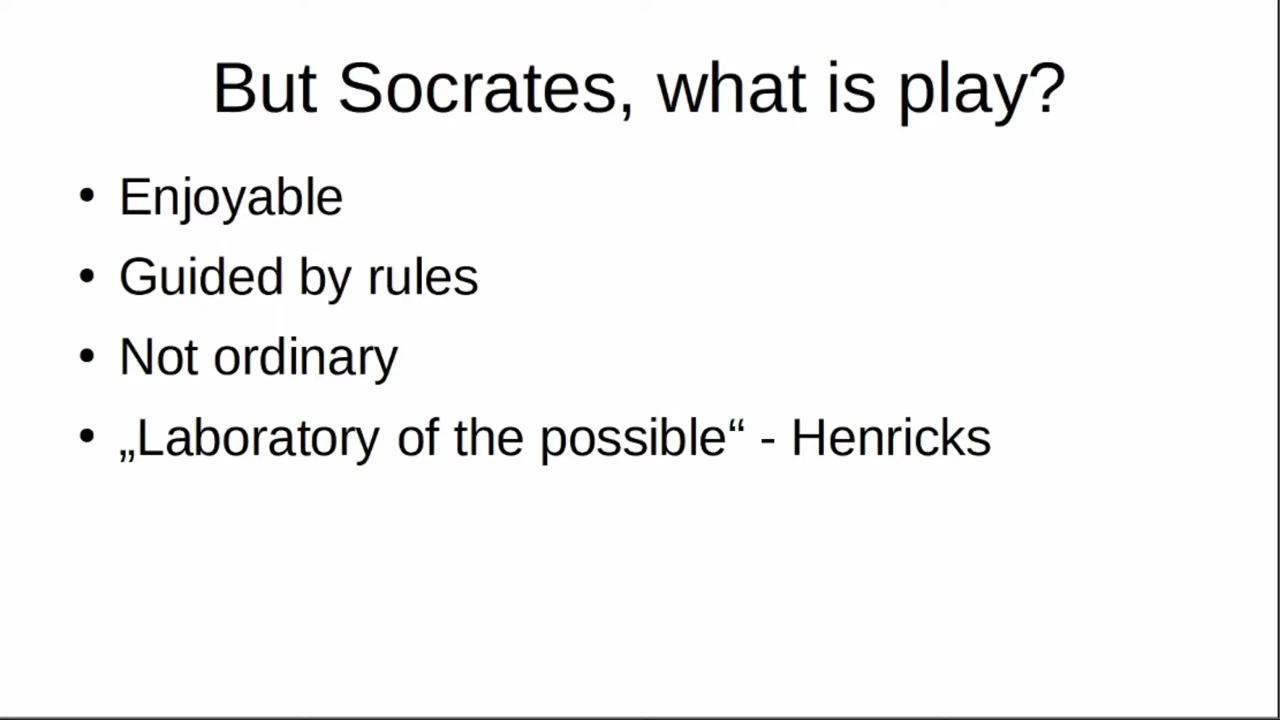 But Socrates, what is play?
• Enjoyable
• Guided by rules
• Not ordinary
• „Laboratory of the possible“ - Henricks